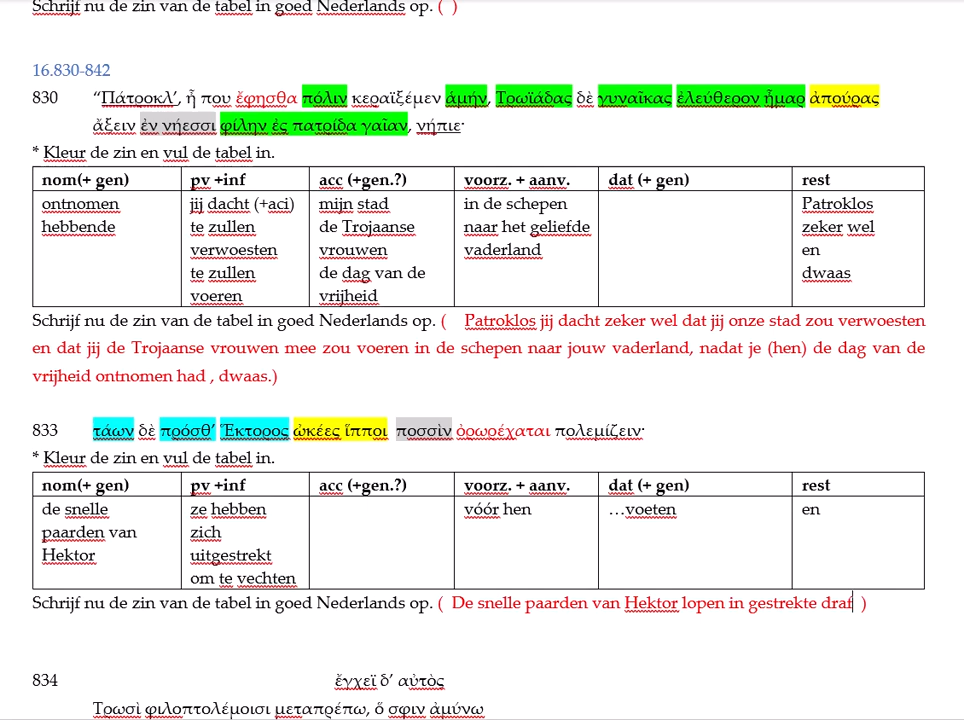 Schrijf nu de zin van de tabel in goed Nederlands op. ( )
16.830-842
830 “Πάτροκλ’, ἦ που ἔφησθα πόλιν κεραϊξέμεν ἁμήν, Τρωϊάδας δὲ γυναῖκας ἐλεύθερον ἦμαρ ἀπούρας
ἄξειν ἐν νήεσσι φίλην ἐς πατρίδα γαῖαν, νήπιε·
* Kleur de zin en vul de tabel in.
nom(+ gen) pv +inf acc (+gen.?) voorz. + aanv. dat (+ gen) rest
ontnomen jij dacht (+aci) mijn stad in de schepen Patroklos
hebbende te zullen de Trojaanse naar het geliefde zeker wel
verwoesten vrouwen vaderland en
te zullen de dag van de dwaas
voeren vrijheid
Schrijf nu de zin van de tabel in goed Nederlands op. ( Patroklos jij dacht zeker wel dat jij onze stad zou verwoesten
en dat jij de Trojaanse vrouwen mee zou voeren in de schepen naar jouw vaderland, nadat je (hen) de dag van de
vrijheid ontnomen had , dwaas.)
833 τάων δὲ πρόσθ’ Ἕκτορος ὠκέες ἵπποι ποσσὶν ὀρωρέχαται πολεμίζειν·
* Kleur de zin en vul de tabel in.
nom(+ gen) pv +inf acc (+gen.?) voorz. + aanv. dat (+ gen) rest
de snelle ze hebben vóór hen …voeten en
paarden van zich
Hektor uitgestrekt
om te vechten
Schrijf nu de zin van de tabel in goed Nederlands op. ( De snelle paarden van Hektor lopen in gestrekte draf )
834 ἔγχεϊ δ’ αὐτὸς
Τρωσὶ φιλοπτολέμοισι μεταπρέπω, ὅ σφιν ἀμύνω